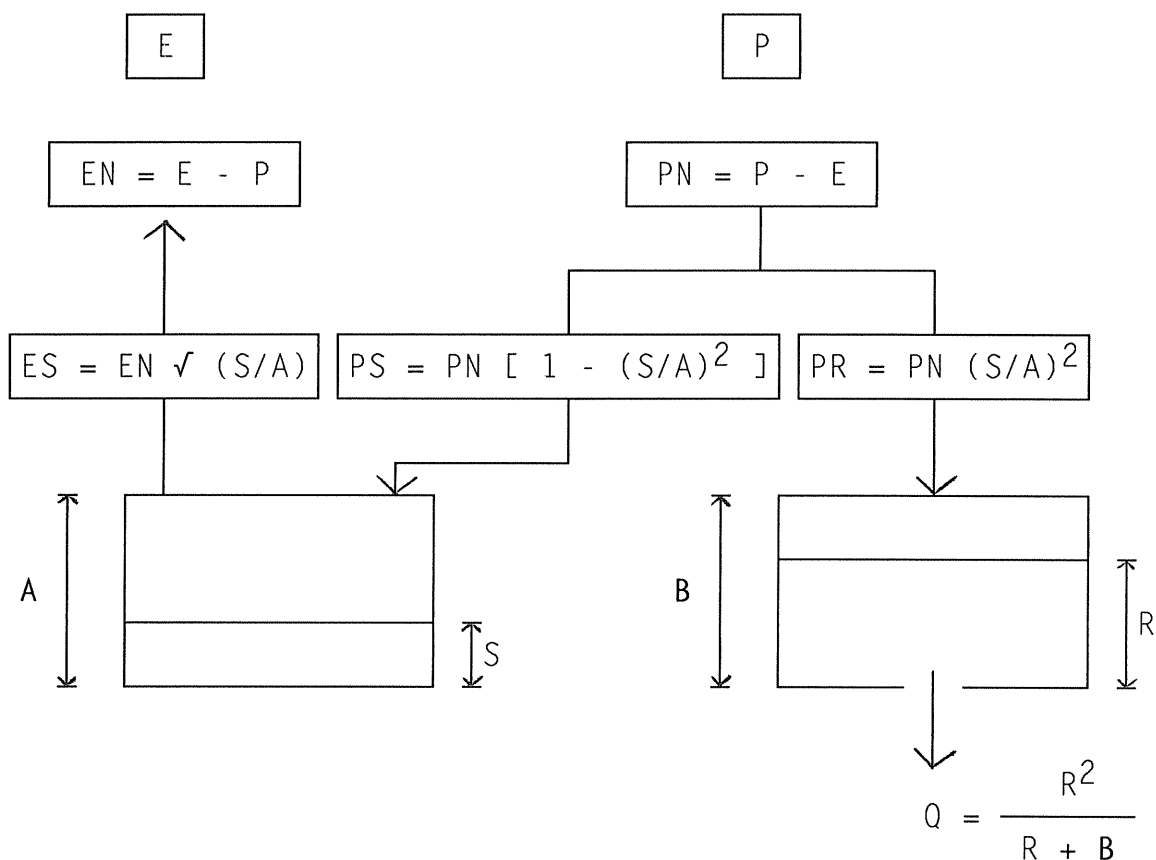 E
P
EN = E - P
PN = P - E
ES = EN √ (S/A)
PS = PN [ 1 - (S/A)² ]
PR = PN (S/A)²
A
S
B
R
Q = R² / R + B